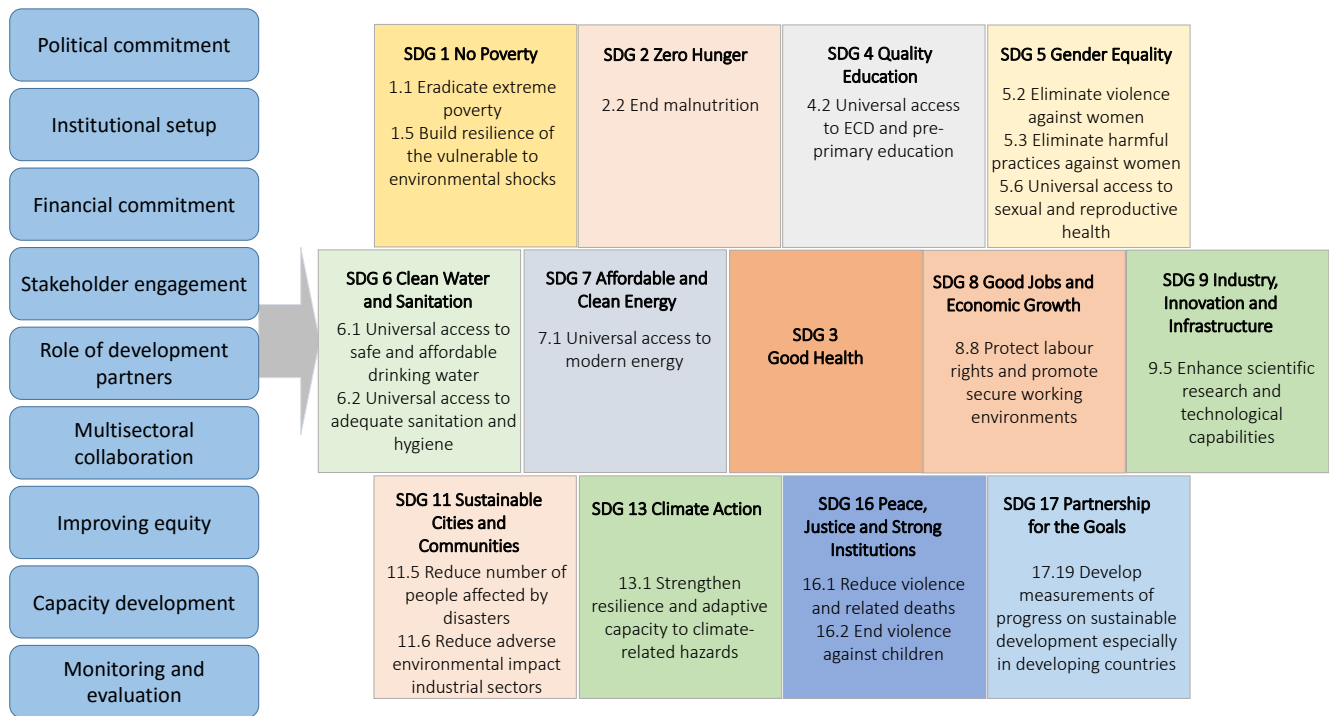 Political commitment
Institutional setup
Financial commitment
Stakeholder engagement
Role of development
partners
Multisectoral
collaboration
Improving equity
Capacity development
Monitoring and
evaluation
SDG 1 No Poverty
1.1 Eradicate extreme
poverty
1.5 Build resilience of
the vulnerable to
environmental shocks
SDG 2 Zero Hunger
2.2 End malnutrition
SDG 4 Quality
Education
4.2 Universal access
to ECD and pre-
primary education
SDG 5 Gender Equality
5.2 Eliminate violence
against women
5.3 Eliminate harmful
practices against women
5.6 Universal access to
sexual and reproductive
health
SDG 6 Clean Water
and Sanitation
6.1 Universal access to
safe and affordable
drinking water
6.2 Universal access to
adequate sanitation and
hygiene
SDG 7 Affordable and
Clean Energy
7.1 Universal access to
modern energy
SDG 3
Good Health
SDG 8 Good Jobs and
Economic Growth
8.8 Protect labour
rights and promote
secure working
environments
SDG 9 Industry,
Innovation and
Infrastructure
9.5 Enhance scientific
research and
technological
capabilities
SDG 11 Sustainable
Cities and
Communities
11.5 Reduce number of
people affected by
disasters
11.6 Reduce adverse
environmental impact
industrial sectors
SDG 13 Climate Action
13.1 Strengthen
resilience and adaptive
capacity to climate-
related hazards
SDG 16 Peace,
Justice and Strong
Institutions
16.1 Reduce violence
and related deaths
16.2 End violence
against children
SDG 17 Partnership
for the Goals
17.19 Develop
measurements of
progress on sustainable
development especially
in developing countries